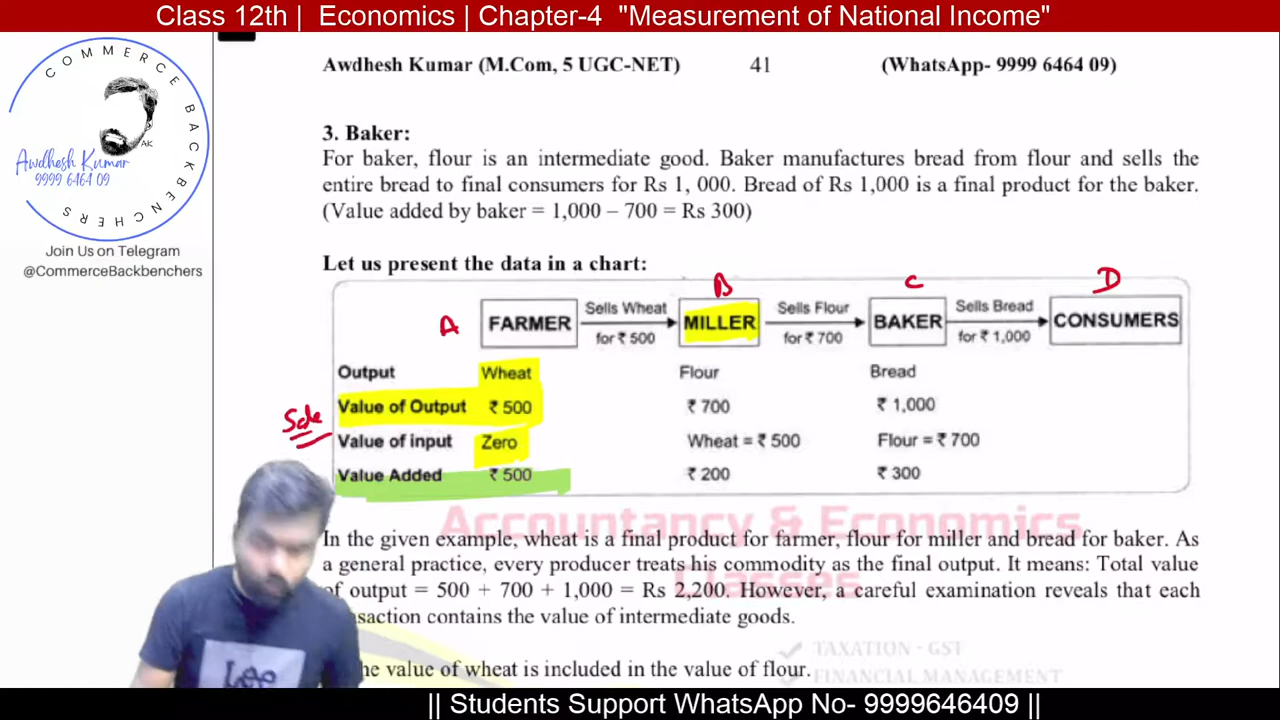 Class 12th | Economics | Chapter-4 "Measurement of National Income"
COMMERCE BACKBENCHERS
AK
Awdhesh Kumar
9999 6464 09
Join Us on Telegram
@CommerceBackbenchers
Awdhesh Kumar (M.Com, 5 UGC-NET) 41 (WhatsApp- 9999 6464 09)
3. Baker:
For baker, flour is an intermediate good. Baker manufactures bread from flour and sells the
entire bread to final consumers for Rs 1, 000. Bread of Rs 1,000 is a final product for the baker.
(Value added by baker = 1,000 – 700 = Rs 300)
Let us present the data in a chart:
A B C D
FARMER Sells Wheat for ₹ 500 MILLER Sells Flour for ₹ 700 BAKER Sells Bread for ₹ 1,000 CONSUMERS
Output Wheat Flour Bread
Value of Output ₹ 500 ₹ 700 ₹ 1,000
Sale
Value of input Zero Wheat = ₹ 500 Flour = ₹ 700
Value Added ₹ 500 ₹ 200 ₹ 300
Accountancy & Economics
Classes
In the given example, wheat is a final product for farmer, flour for miller and bread for baker. As
a general practice, every producer treats his commodity as the final output. It means: Total value
of output = 500 + 700 + 1,000 = Rs 2,200. However, a careful examination reveals that each
contains the value of intermediate goods.
TAXATION - GST
value of wheat is included in the value of flour.
FINANCIAL MANAGEMENT
Lee
|| Students Support WhatsApp No- 9999646409 ||